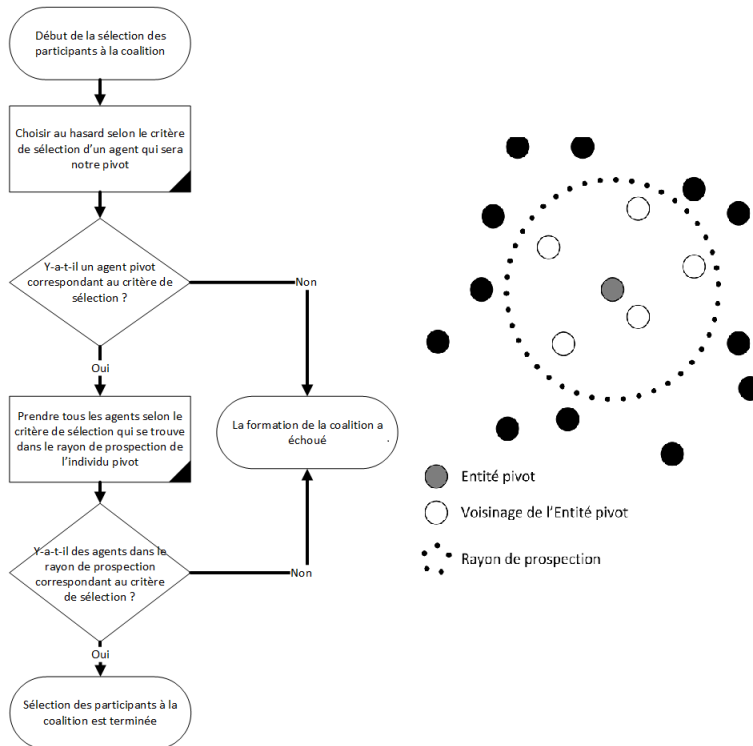 Début de la sélection des
participants à la coalition
Choisir au hasard selon le critère
de sélection d'un agent qui sera
notre pivot
Y-a-t-il un agent pivot
correspondant au critère de
sélection ?
Non
Oui
Prendre tous les agents selon le
critère de sélection qui se trouve
dans le rayon de prospection de
l'individu pivot
La formation de la coalition a
échoué .
Y-a-t-il des agents dans le
rayon de prospection
correspondant au critère
de sélection ?
Non
Oui
Sélection des participants à la
coalition est terminée
Entité pivot
Voisinage de l'Entité pivot
Rayon de prospection